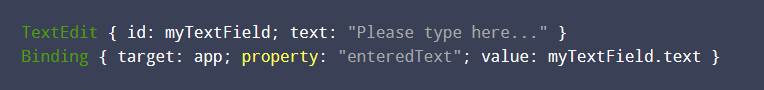 TextEdit { id: myTextField; text: "Please type here..." }
Binding { target: app; property: "enteredText"; value: myTextField.text }